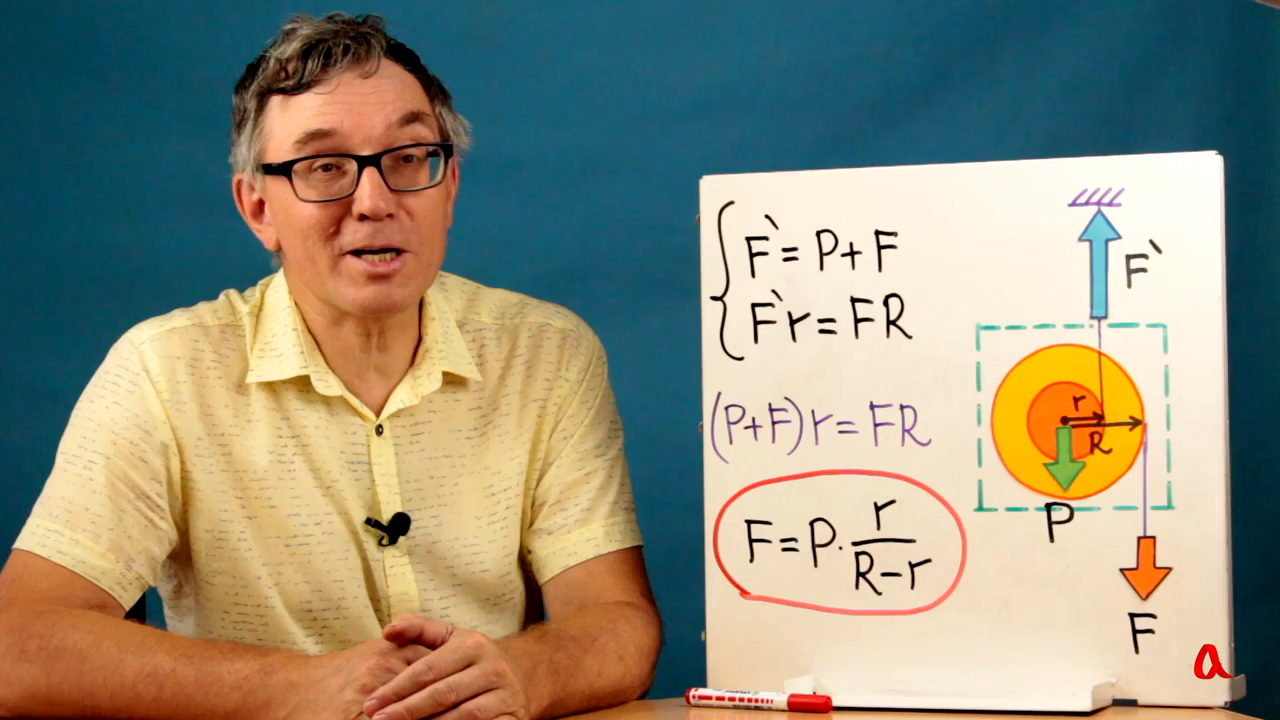 F`= P+F
F`r = FR
(P+F)r = FR
F=P·r/(R-r)
F`
r
R
P
F
a